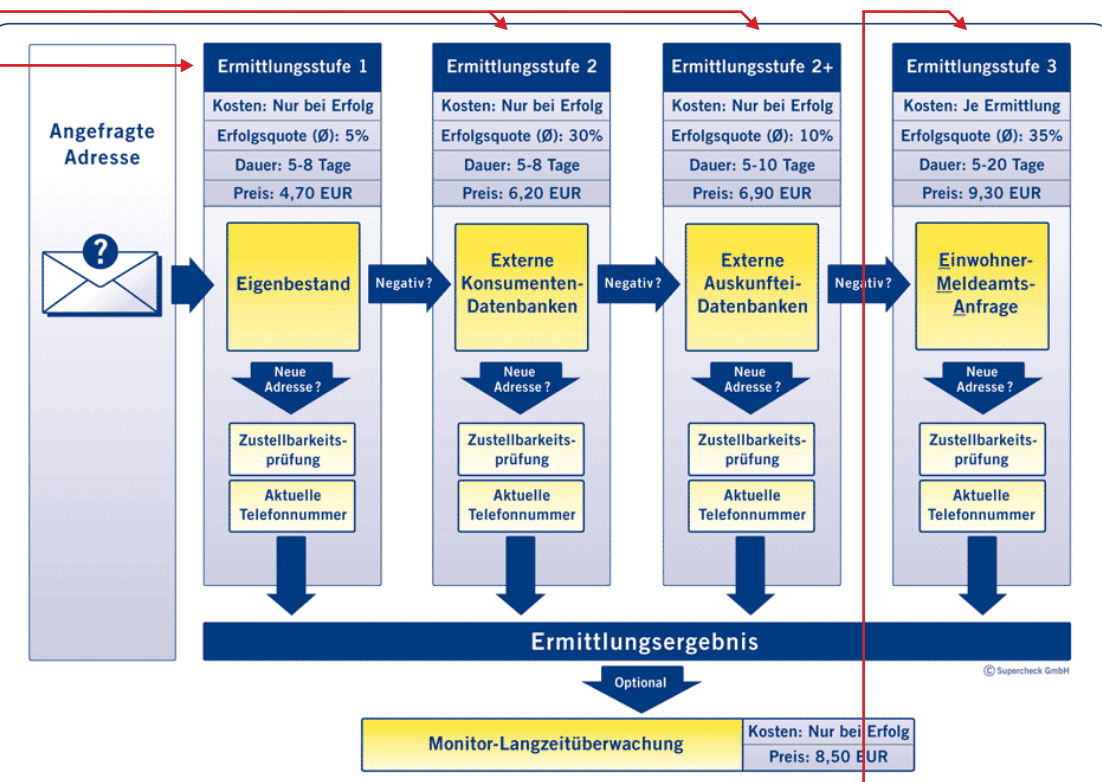 Angefragte
Adresse
?
Ermittlungsstufe 1
Kosten: Nur bei Erfolg
Erfolgsquote (Ø): 5%
Dauer: 5-8 Tage
Preis: 4,70 EUR
Eigenbestand
Negativ?
Neue
Adresse?
Zustellbarkeits-
prüfung
Aktuelle
Telefonnummer
Ermittlungsstufe 2
Kosten: Nur bei Erfolg
Erfolgsquote (Ø): 30%
Dauer: 5-8 Tage
Preis: 6,20 EUR
Externe
Konsumenten-
Datenbanken
Negativ?
Neue
Adresse?
Zustellbarkeits-
prüfung
Aktuelle
Telefonnummer
Ermittlungsstufe 2+
Kosten: Nur bei Erfolg
Erfolgsquote (Ø): 10%
Dauer: 5-10 Tage
Preis: 6,90 EUR
Externe
Auskunftei-
Datenbanken
Negativ?
Neue
Adresse?
Zustellbarkeits-
prüfung
Aktuelle
Telefonnummer
Ermittlungsstufe 3
Kosten: Je Ermittlung
Erfolgsquote (Ø): 35%
Dauer: 5-20 Tage
Preis: 9,30 EUR
Einwohner-
Meldeamts-
Anfrage
Neue
Adresse?
Zustellbarkeits-
prüfung
Aktuelle
Telefonnummer
Ermittlungsergebnis
© Supercheck GmbH
Optional
Monitor-Langzeitüberwachung
Kosten: Nur bei Erfolg
Preis: 8,50 EUR